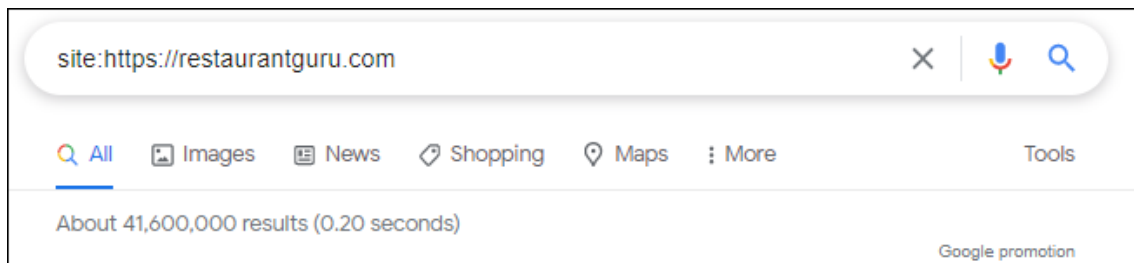 site:https://restaurantguru.com
All Images News Shopping Maps More Tools
About 41,600,000 results (0.20 seconds)
Google promotion